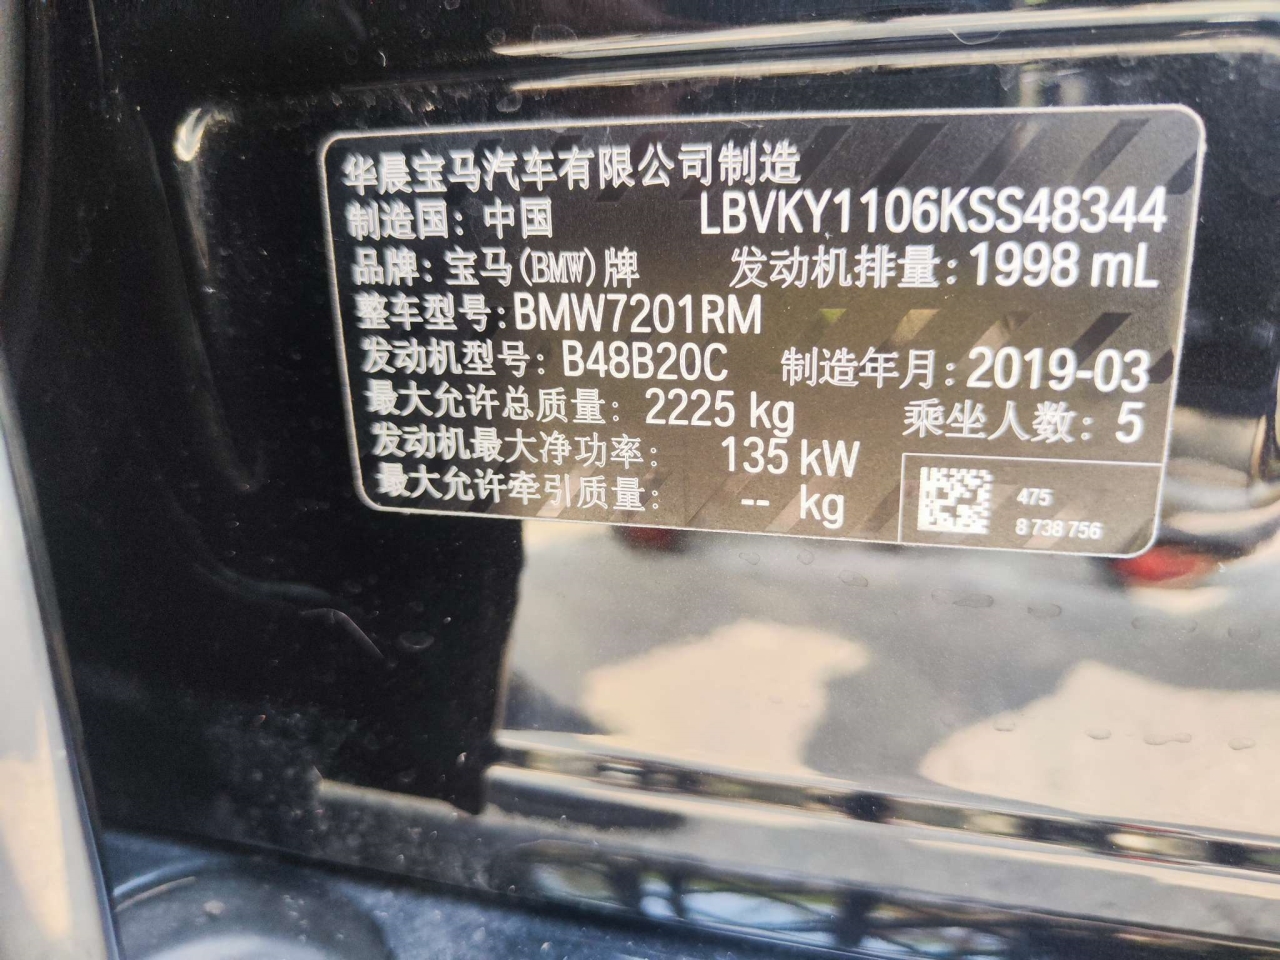 华晨宝马汽车有限公司制造
制造国：中国 LBVKY1106KSS48344
品牌：宝马(BMW)牌 发动机排量：1998 mL
整车型号：BMW7201RM
发动机型号：B48B20C 制造年月：2019-03
最大允许总质量：2225 kg 乘坐人数：5
发动机最大净功率：135 kW
最大允许牵引质量：-- kg
475
8 738 756